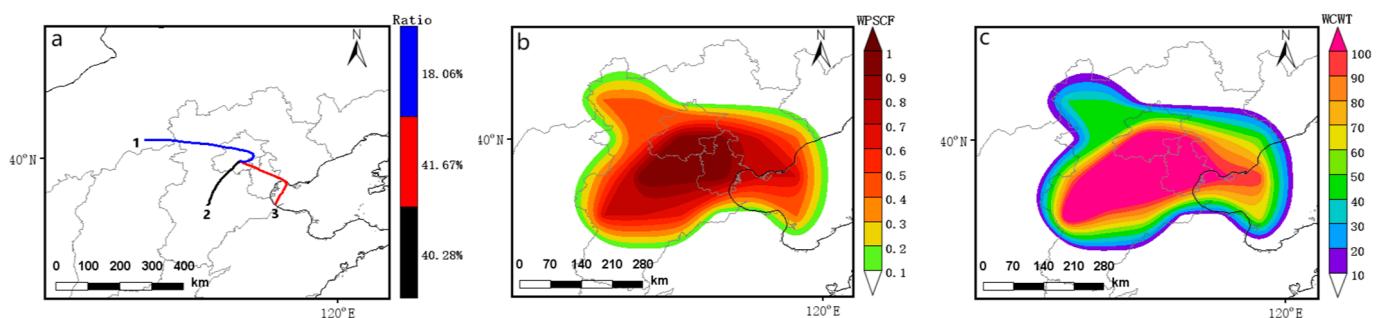 a
N
Ratio
18.06%
41.67%
40.28%
1
2
3
40°N
0 100 200 300 400
km
120°E
b
N
WPSCF
1
0.9
0.8
0.7
0.6
0.5
0.4
0.3
0.2
0.1
40°N
0 70 140 210 280
km
120°E
c
N
WCWT
100
90
80
70
60
50
40
30
20
10
40°N
0 70 140 210 280
km
120°E